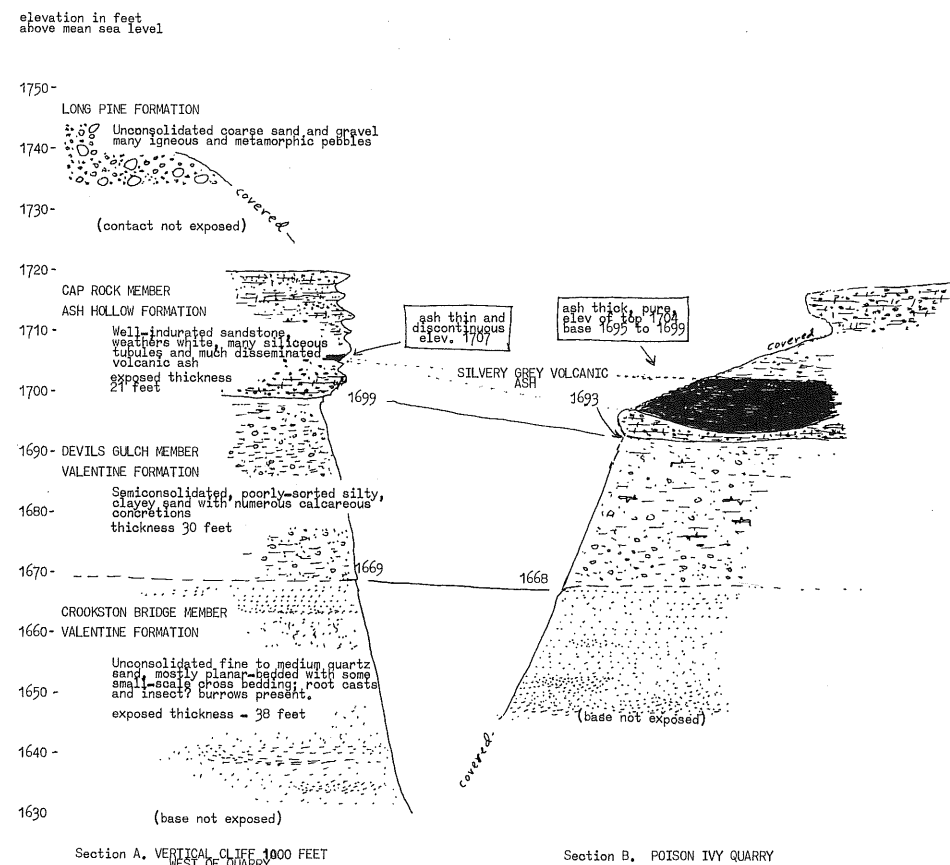 elevation in feet
above mean sea level
1750-
LONG PINE FORMATION
Unconsolidated coarse sand and gravel
many igneous and metamorphic pebbles
1740-
covered
1730-
(contact not exposed)
1720-
CAP ROCK MEMBER
ASH HOLLOW FORMATION
1710-
Well-indurated sandstone,
weathers white, many siliceous
tubules and much disseminated
volcanic ash
exposed thickness
21 feet
1700-
ash thin and
discontinuous
elev. 1707
ash thick, pure,
elev of top 1704
base 1695 to 1699
covered
SILVERY GREY VOLCANIC
ASH
1699
1693
1690-
DEVILS GULCH MEMBER
VALENTINE FORMATION
1680-
Semiconsolidated, poorly-sorted silty,
clayey sand with numerous calcareous
concretions
thickness 30 feet
1670-
1669
1668
CROOKSTON BRIDGE MEMBER
1660-
VALENTINE FORMATION
Unconsolidated fine to medium quartz
sand, mostly planar-bedded with some
small-scale cross bedding; root casts
and insect? burrows present.
1650-
exposed thickness - 38 feet
(base not exposed)
1640-
covered
1630
(base not exposed)
Section A. VERTICAL CLIFF 1000 FEET
WEST OF QUARRY
Section B. POISON IVY QUARRY